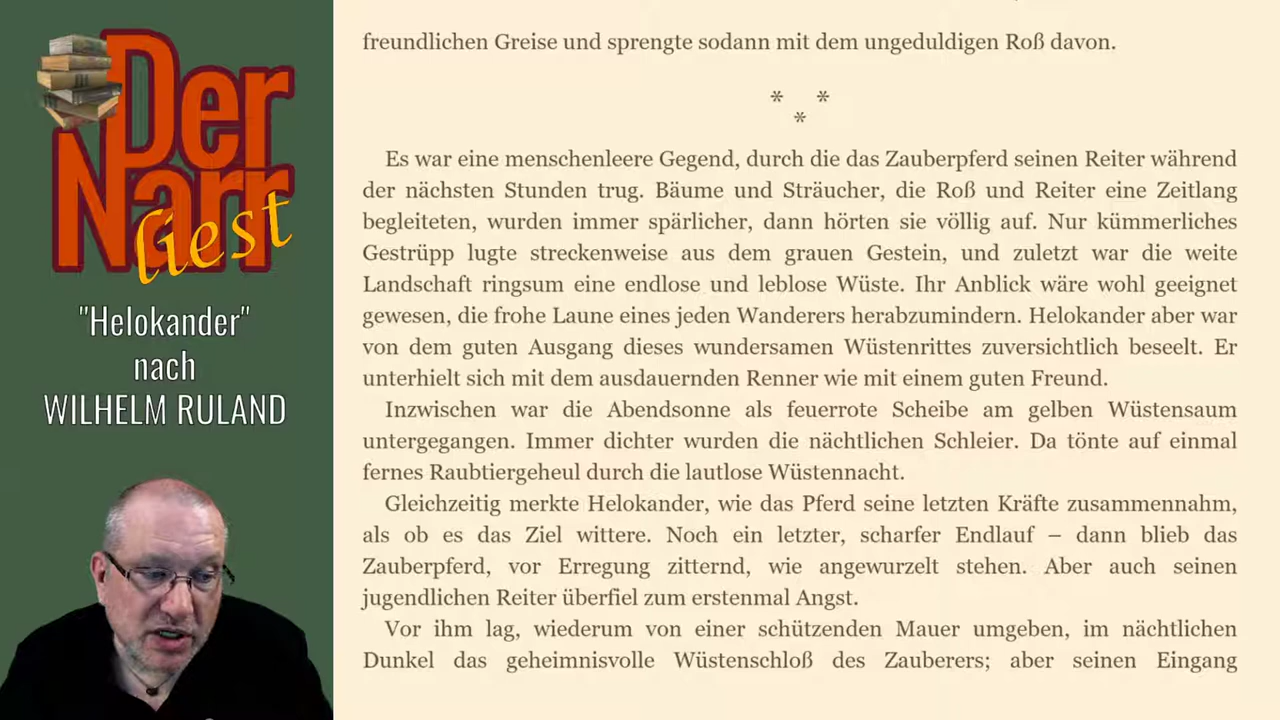 Der
Narr
liest
"Helokander"
nach
WILHELM RULAND
freundlichen Greise und sprengte sodann mit dem ungeduldigen Roß davon.
* *
*
Es war eine menschenleere Gegend, durch die das Zauberpferd seinen Reiter während
der nächsten Stunden trug. Bäume und Sträucher, die Roß und Reiter eine Zeitlang
begleiteten, wurden immer spärlicher, dann hörten sie völlig auf. Nur kümmerliches
Gestrüpp lugte streckenweise aus dem grauen Gestein, und zuletzt war die weite
Landschaft ringsum eine endlose und leblose Wüste. Ihr Anblick wäre wohl geeignet
gewesen, die frohe Laune eines jeden Wanderers herabzumindern. Helokander aber war
von dem guten Ausgang dieses wundersamen Wüstenrittes zuversichtlich beseelt. Er
unterhielt sich mit dem ausdauernden Renner wie mit einem guten Freund.
Inzwischen war die Abendsonne als feuerrote Scheibe am gelben Wüstensaum
untergegangen. Immer dichter wurden die nächtlichen Schleier. Da tönte auf einmal
fernes Raubtiergeheul durch die lautlose Wüstennacht.
Gleichzeitig merkte Helokander, wie das Pferd seine letzten Kräfte zusammennahm,
als ob es das Ziel wittere. Noch ein letzter, scharfer Endlauf – dann blieb das
Zauberpferd, vor Erregung zitternd, wie angewurzelt stehen. Aber auch seinen
jugendlichen Reiter überfiel zum erstenmal Angst.
Vor ihm lag, wiederum von einer schützenden Mauer umgeben, im nächtlichen
Dunkel das geheimnisvolle Wüstenschloß des Zauberers; aber seinen Eingang